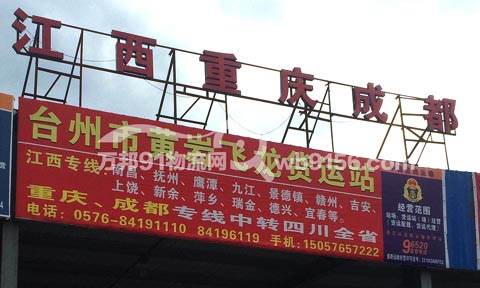 江西重庆成都
台州市黄岩飞龙货运站
万邦91物流网 www.56156.com
江西专线：南昌、抚州、鹰潭、九江、景德镇、赣州、吉安、
上饶、新余、萍乡、瑞金、德兴、宜春等。
重庆、成都专线中转四川全省
电话：0576-84191110 84196119 手机：15057657222
经营范围
98520